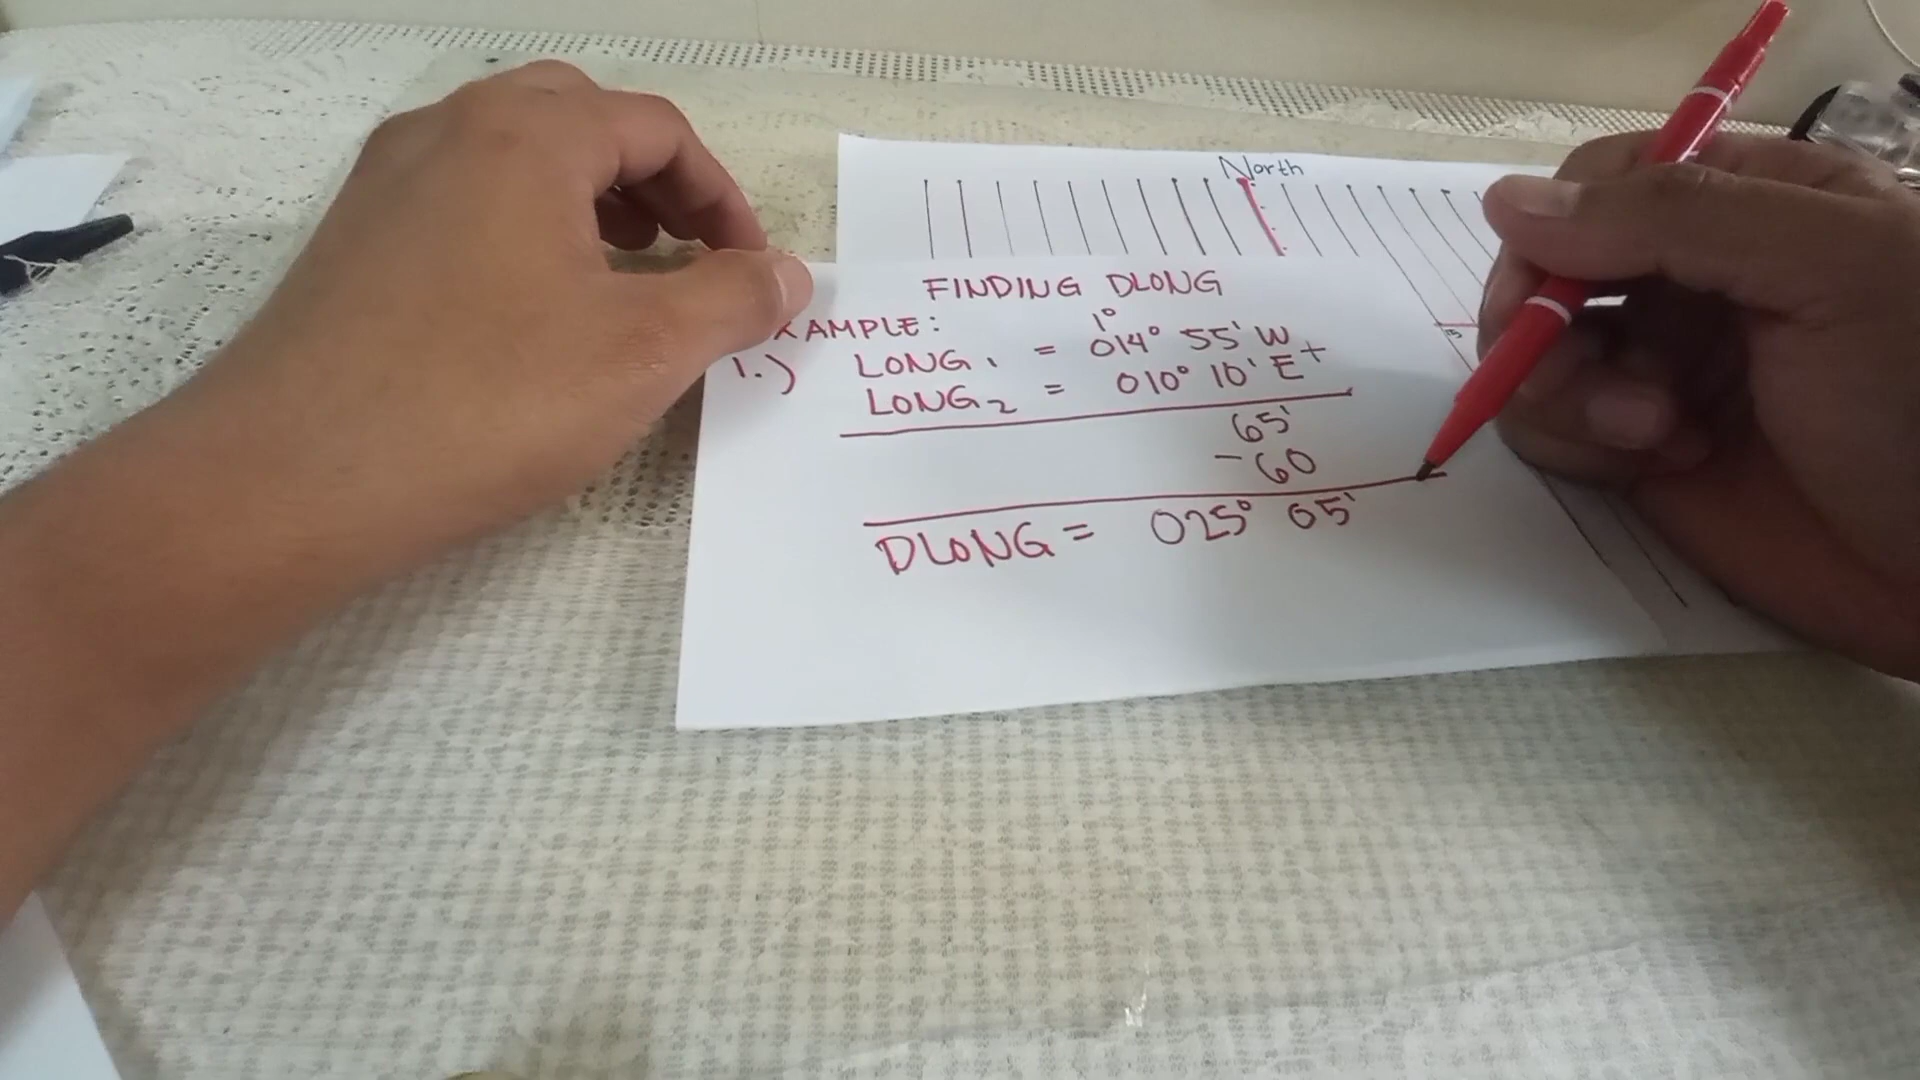 North
FINDING DLONG
XAMPLE: 1°
1.) LONG₁ = 014° 55' W
LONG₂ = 010° 10' E +
65'
- 60
DLONG = 025° 05'